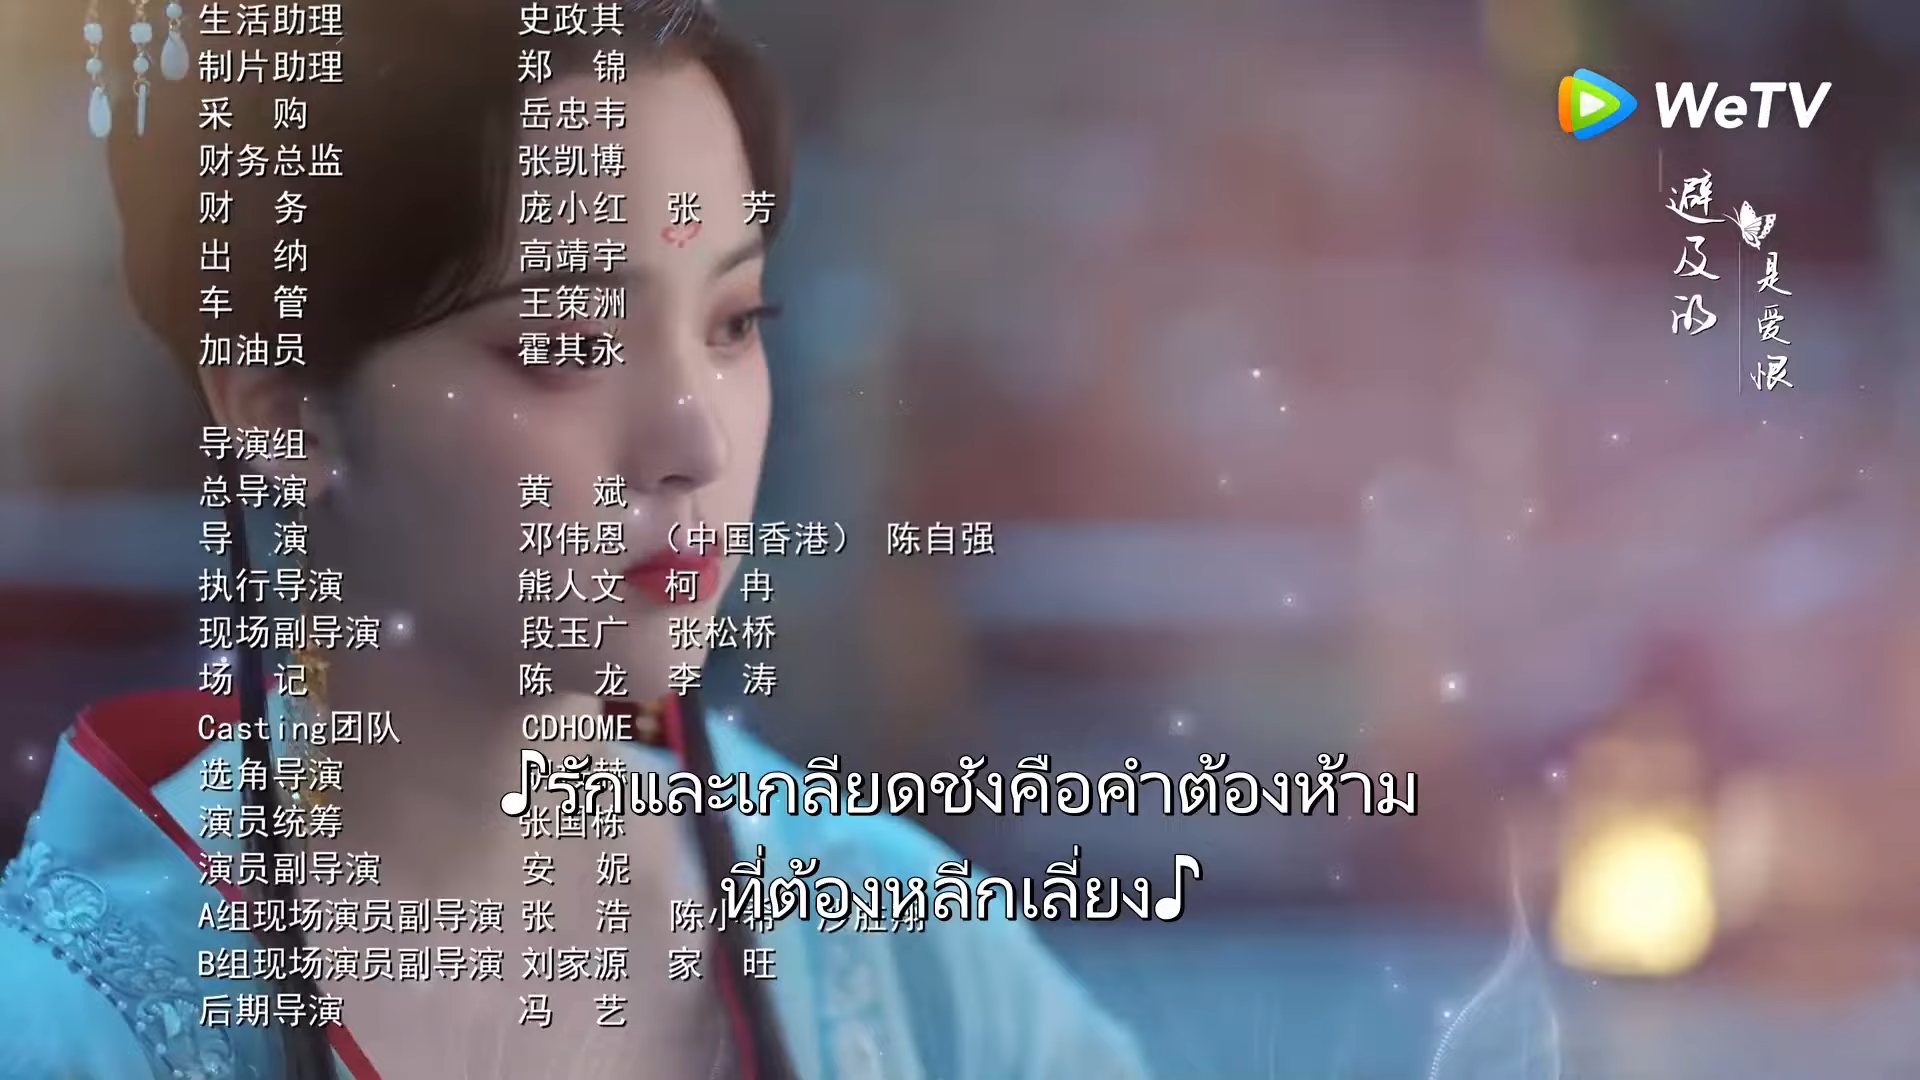 生活助理 史政其
制片助理 郑 锦
采 购 岳忠韦
财务总监 张凯博
财 务 庞小红 张 芳
出 纳 高靖宇
车 管 王策洲
加油员 霍其永
导演组
总导演 黄 斌
导 演 邓伟恩 （中国香港） 陈自强
执行导演 熊人文 柯 冉
现场副导演 段玉广 张松桥
场 记 陈 龙 李 涛
Casting团队 CDHOME
选角导演
演员统筹 张国栋
演员副导演 安 妮
A组现场演员副导演 张 浩 陈小希
B组现场演员副导演 刘家源 家 旺
后期导演 冯 艺
♪รักและเกลียดชังคือคำต้องห้าม
ที่ต้องหลีกเลี่ยง♪
WeTV
避及的
是爱恨